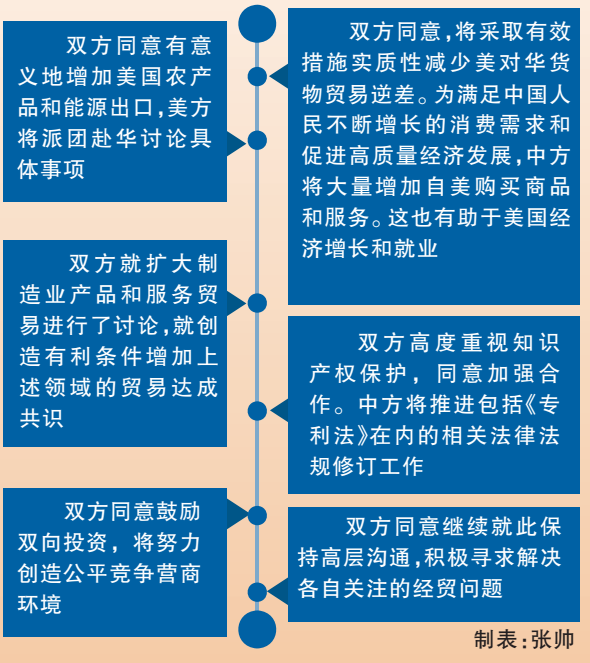 双方同意,将采取有效
措施实质性减少美对华货
物贸易逆差。为满足中国人
民不断增长的消费需求和
促进高质量经济发展,中方
将大量增加自美购买商品
和服务。这也有助于美国经
济增长和就业
双方同意有意
义地增加美国农产
品和能源出口,美方
将派团赴华讨论具
体事项
双方就扩大制
造业产品和服务贸
易进行了讨论,就创
造有利条件增加上
述领域的贸易达成
共识
双方高度重视知识
产权保护，同意加强合
作。中方将推进包括《专
利法》在内的相关法律法
规修订工作
双方同意鼓励
双向投资，将努力
创造公平竞争营商
环境
双方同意继续就此保
持高层沟通,积极寻求解决
各自关注的经贸问题
制表:张帅